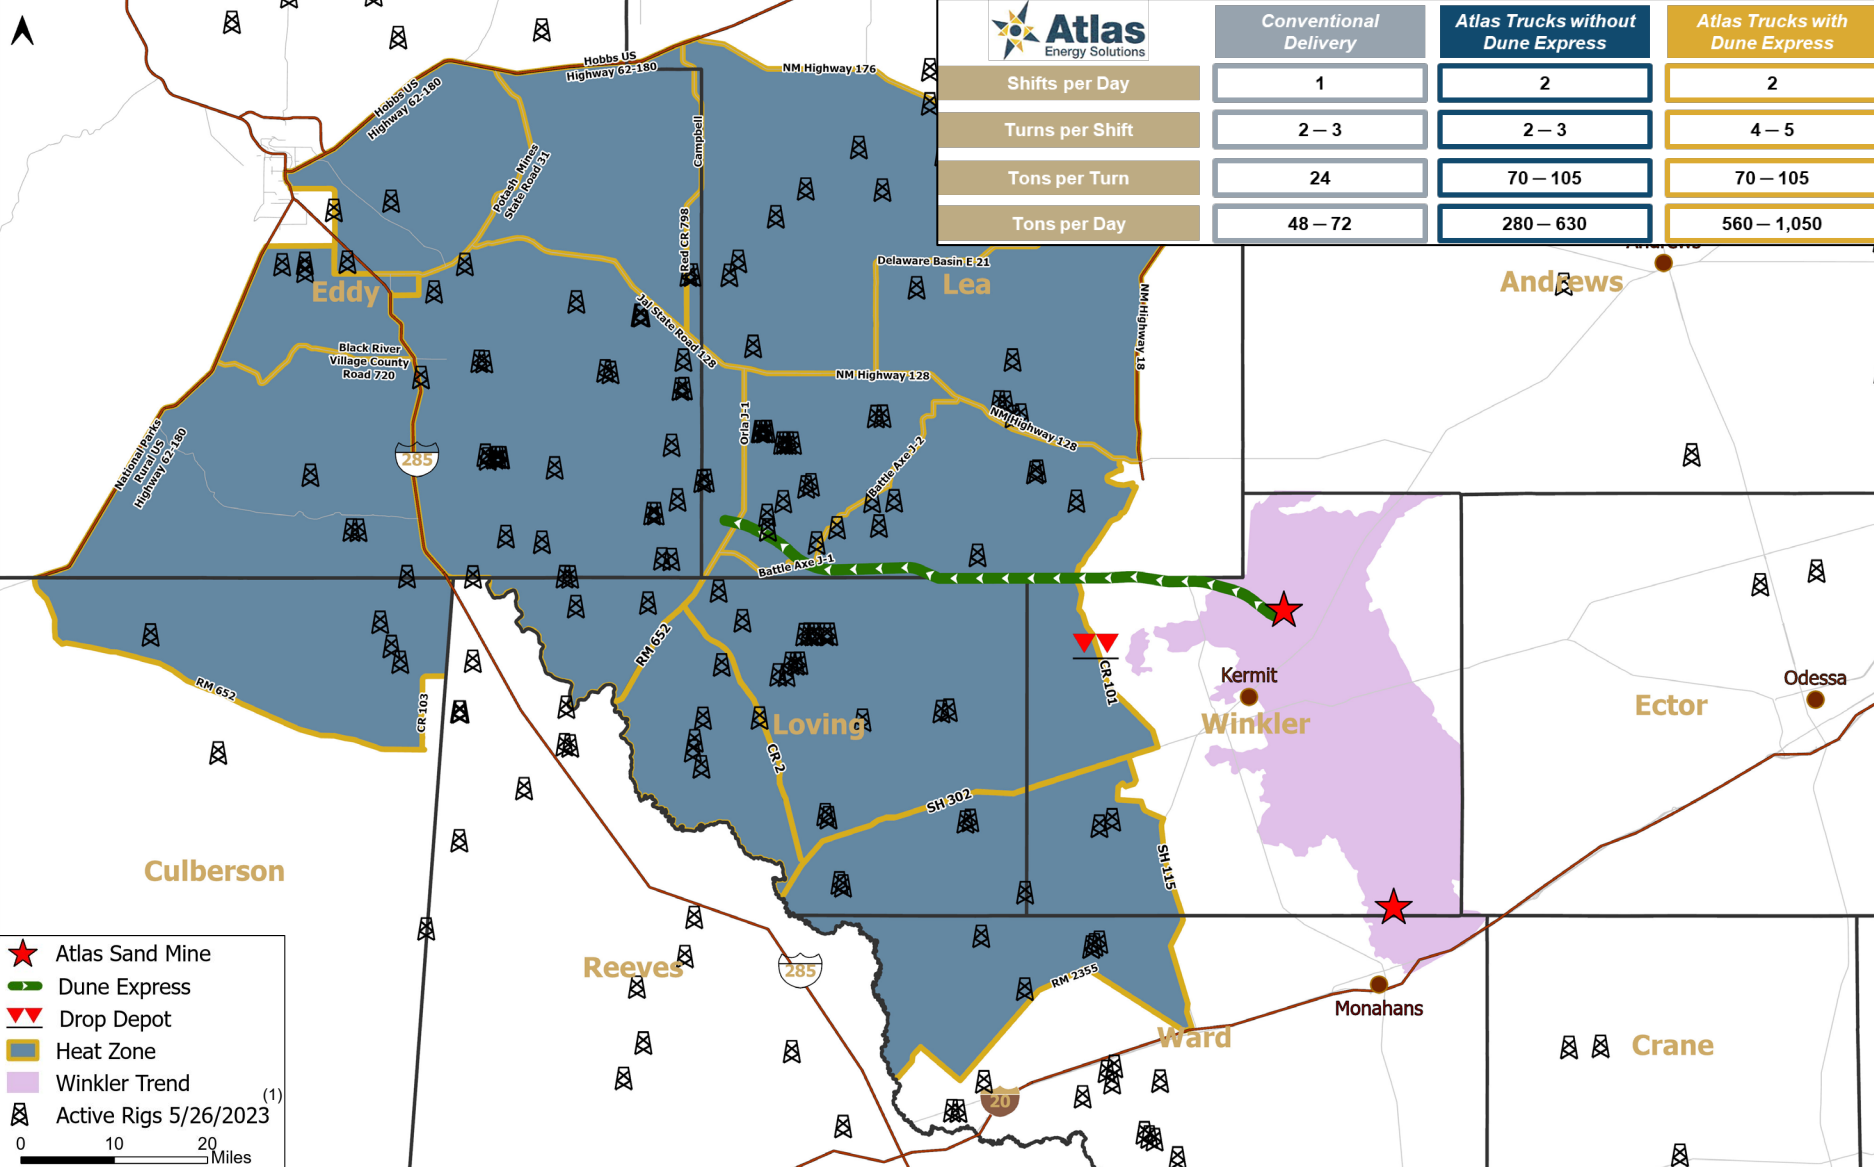 Atlas
Energy Solutions
Conventional
Delivery
Atlas Trucks without
Dune Express
Atlas Trucks with
Dune Express
Shifts per Day
1
2
2
Turns per Shift
2 – 3
2 – 3
4 – 5
Tons per Turn
24
70 – 105
70 – 105
Tons per Day
48 – 72
280 – 630
560 – 1,050
Hobbs US
Highway 62-180
NM Highway 176
Hobbs US
Highway 62-180
Potash Mines
State Road 31
Campbell
Red CR 798
Delaware Basin E 21
Eddy
Lea
Andrews
NM Highway 18
Jal State Road 128
Black River
Village County
Road 720
NM Highway 128
Orla J-1
NM Highway 128
National Parks
Rural US
Highway 62-180
285
Battle Axe J-2
Battle Axe J-1
RM 652
RM 652
CR 103
CR 101
Kermit
Winkler
Odessa
Ector
Loving
CR 2
SH 302
SH 115
Culberson
Reeves
285
RM 2355
Monahans
Ward
20
Crane
Atlas Sand Mine
Dune Express
Drop Depot
Heat Zone
Winkler Trend
Active Rigs 5/26/2023
(1)
0 10 20
Miles